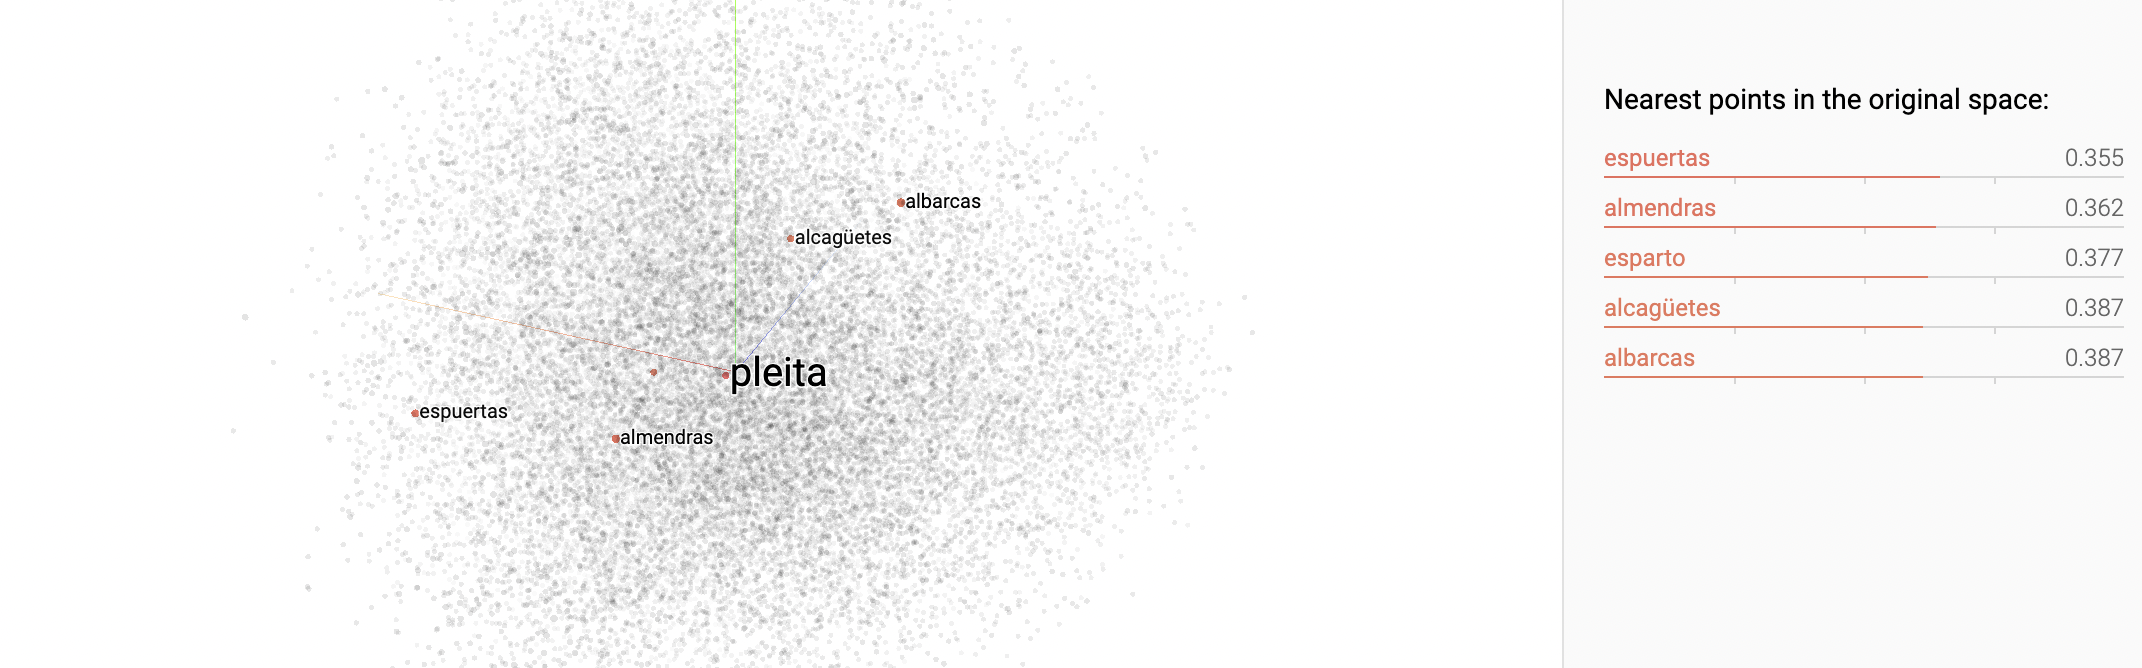 albarcas
alcagüetes
pleita
espuertas
almendras
Nearest points in the original space:
espuertas 0.355
almendras 0.362
esparto 0.377
alcagüetes 0.387
albarcas 0.387